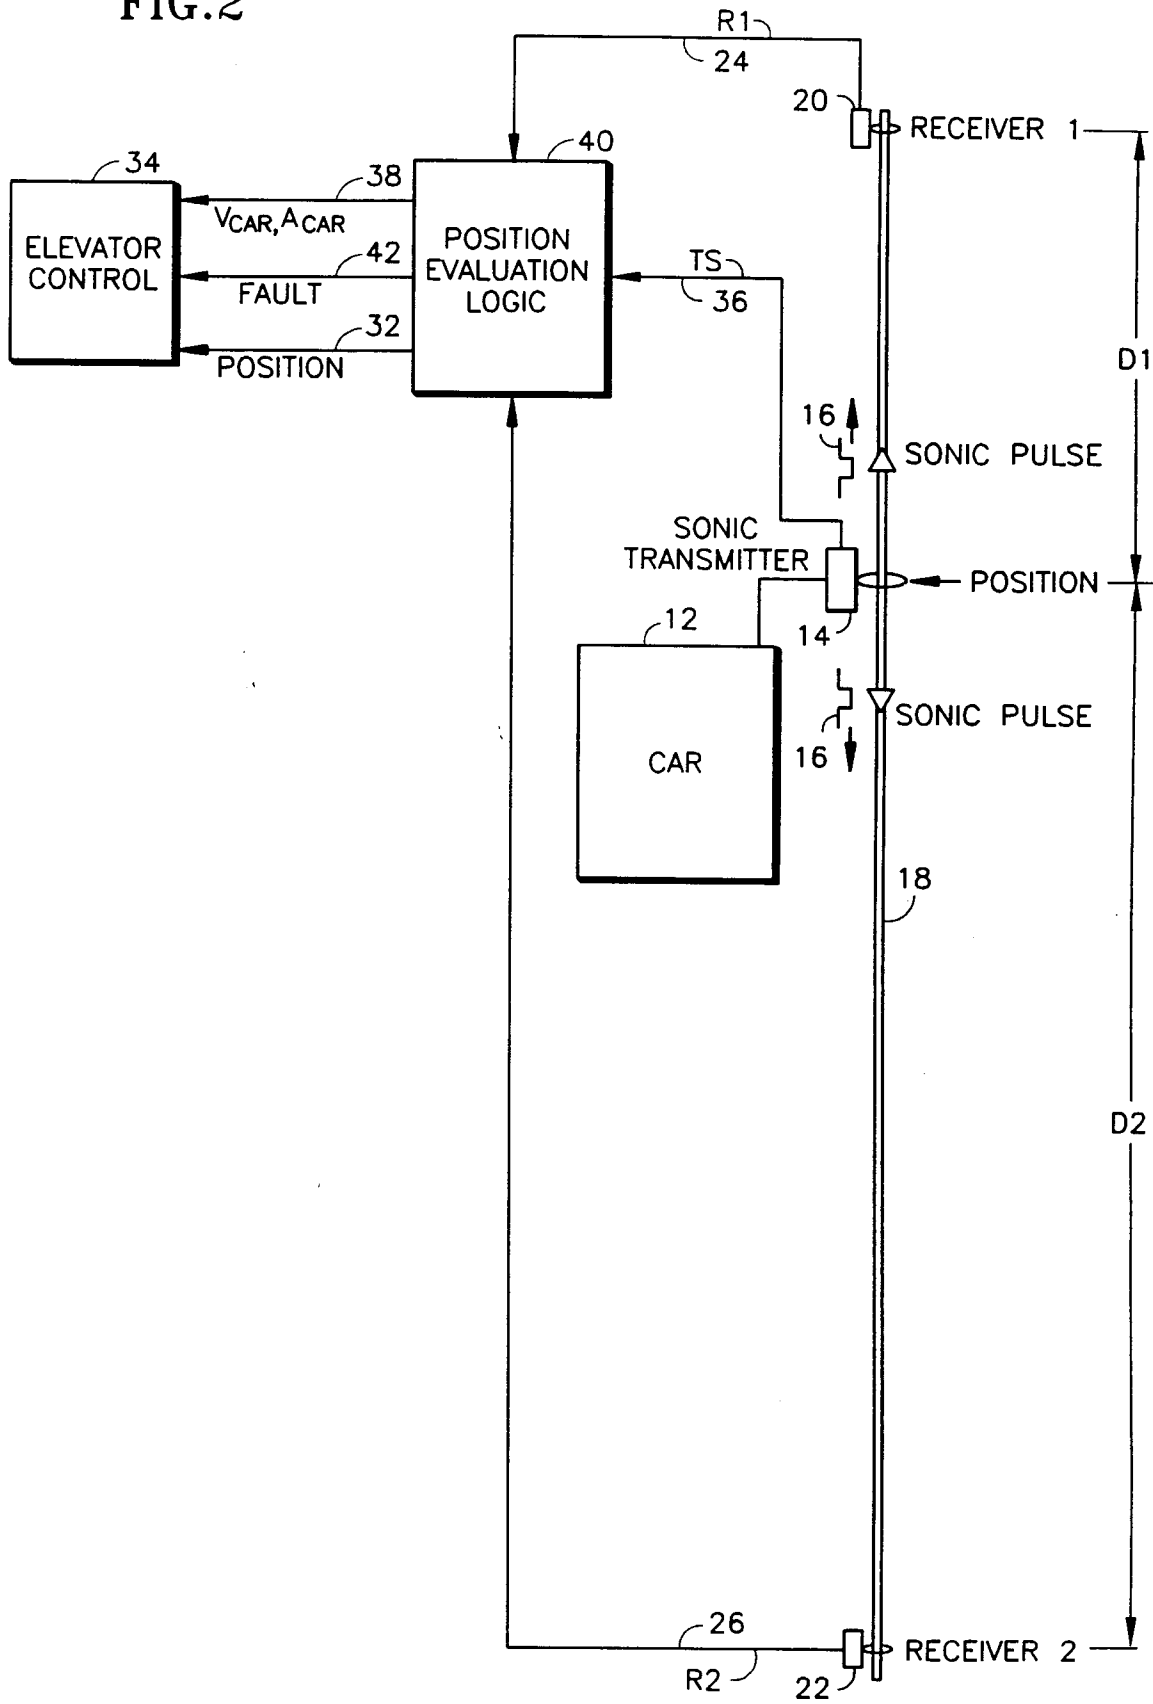 FIG.2
R1
24
20
RECEIVER 1
40
34
38
VCAR, ACAR
ELEVATOR
CONTROL
42
FAULT
32
POSITION
POSITION
EVALUATION
LOGIC
TS
36
D1
16
SONIC PULSE
SONIC
TRANSMITTER
POSITION
14
12
CAR
SONIC PULSE
16
18
D2
26
R2
22
RECEIVER 2